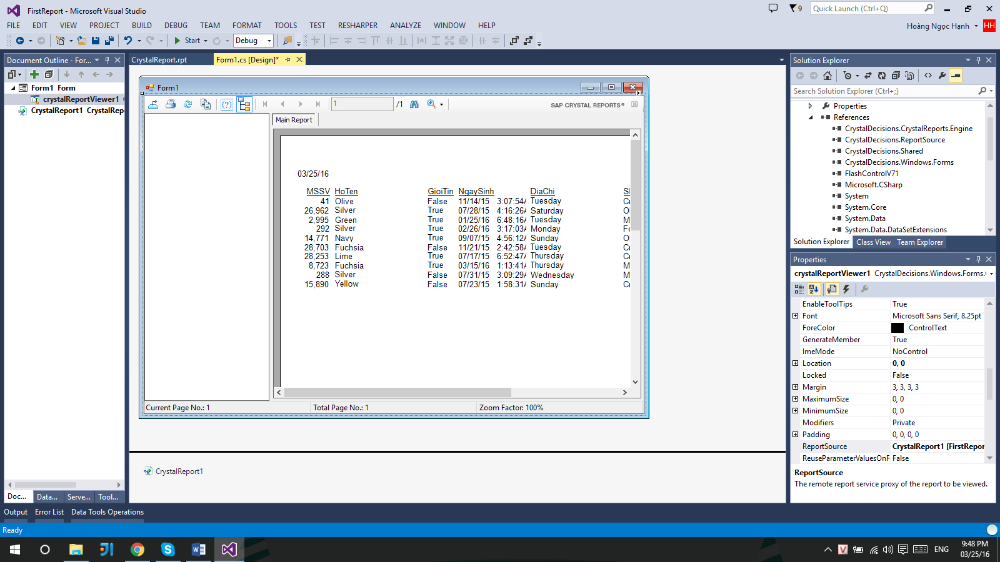 FirstReport - Microsoft Visual Studio
9
Quick Launch (Ctrl+Q)
FILE EDIT VIEW PROJECT BUILD DEBUG TEAM FORMAT TOOLS TEST RESHARPER ANALYZE WINDOW HELP
Hoàng Ngọc Hạnh HH
Start Debug
Document Outline - For...
Form1 Form
crystalReportViewer1
CrystalReport1 CrystalRep
Doc... Data... Serve... Tool...
CrystalReport.rpt Form1.cs [Design]*
Form1
1 /1
SAP CRYSTAL REPORTS®
Main Report
03/25/16
MSSV HoTen GioiTin NgaySinh DiaChi
41 Olive False 11/14/15 3:07:54A Tuesday
26,962 Silver True 07/28/15 4:16:26A Saturday
2,995 Green True 01/25/16 6:48:16A Tuesday
292 Silver True 02/26/16 3:17:03A Monday
14,771 Navy True 09/07/15 4:56:12A Sunday
28,703 Fuchsia False 11/21/15 2:42:58A Tuesday
28,253 Lime True 07/17/15 6:52:47A Thursday
8,723 Fuchsia True 03/15/16 1:13:41A Thursday
288 Silver False 07/31/15 3:09:29A Wednesday
15,890 Yellow False 07/23/15 1:58:31A Sunday
Current Page No.: 1 Total Page No.: 1 Zoom Factor: 100%
CrystalReport1
Solution Explorer
Search Solution Explorer (Ctrl+;)
Properties
References
CrystalDecisions.CrystalReports.Engine
CrystalDecisions.ReportSource
CrystalDecisions.Shared
CrystalDecisions.Windows.Forms
FlashControlV71
Microsoft.CSharp
System
System.Core
System.Data
System.Data.DataSetExtensions
Solution Explorer Class View Team Explorer
Properties
crystalReportViewer1 CrystalDecisions.Windows.Forms.
EnableToolTips True
Font Microsoft Sans Serif, 8.25pt
ForeColor ControlText
GenerateMember True
ImeMode NoControl
Location 0, 0
Locked False
Margin 3, 3, 3, 3
MaximumSize 0, 0
MinimumSize 0, 0
Modifiers Private
Padding 0, 0, 0, 0
ReportSource CrystalReport1 [FirstRepor
ReuseParameterValuesOnR False
ReportSource
The remote report service proxy of the report to be viewed.
Output Error List Data Tools Operations
Ready
ENG
9:48 PM
03/25/16